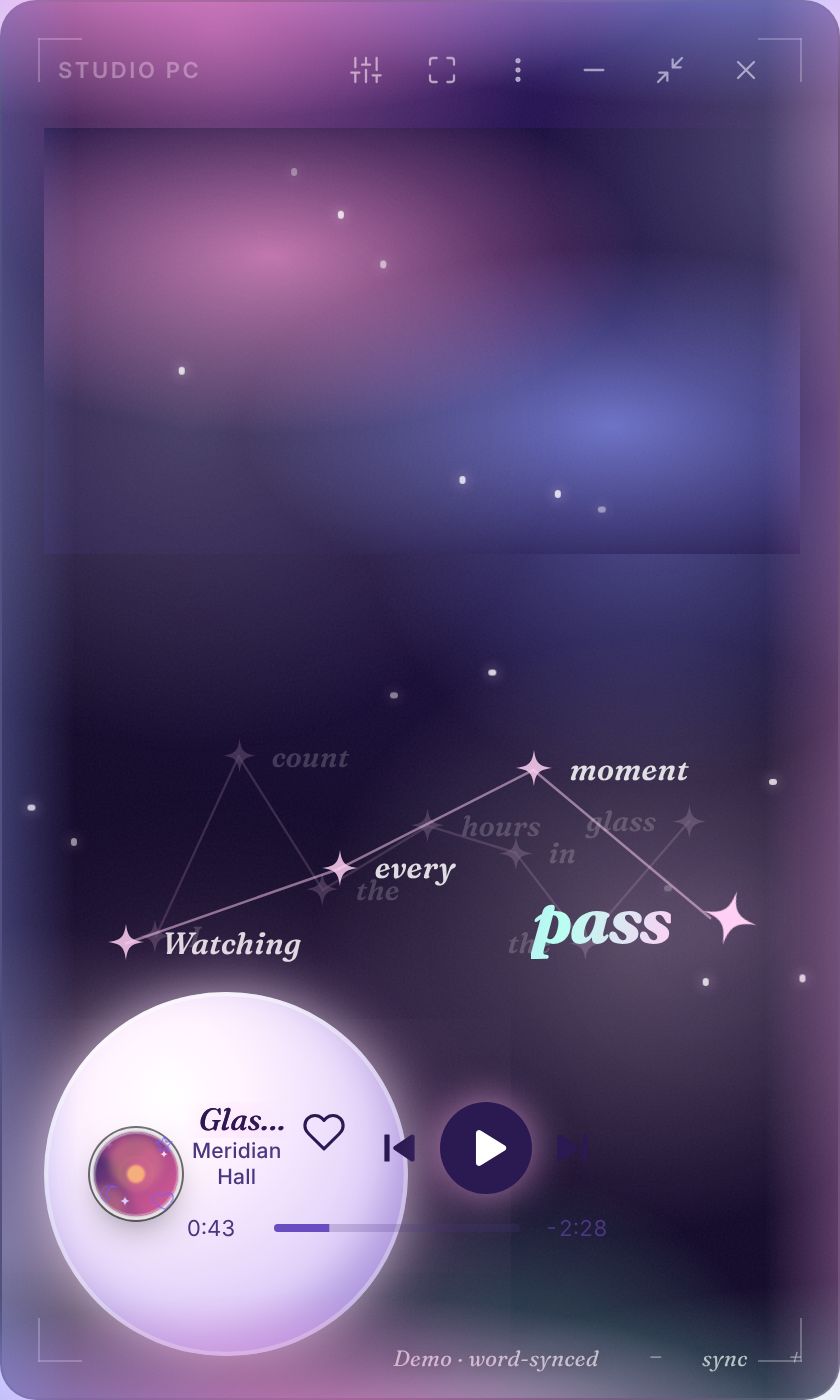 STUDIO PC
count
moment
hours
glass
in
every
the
pass
the
Watching
Glas...
Meridian
Hall
0:43
-2:28
Demo · word-synced − sync +